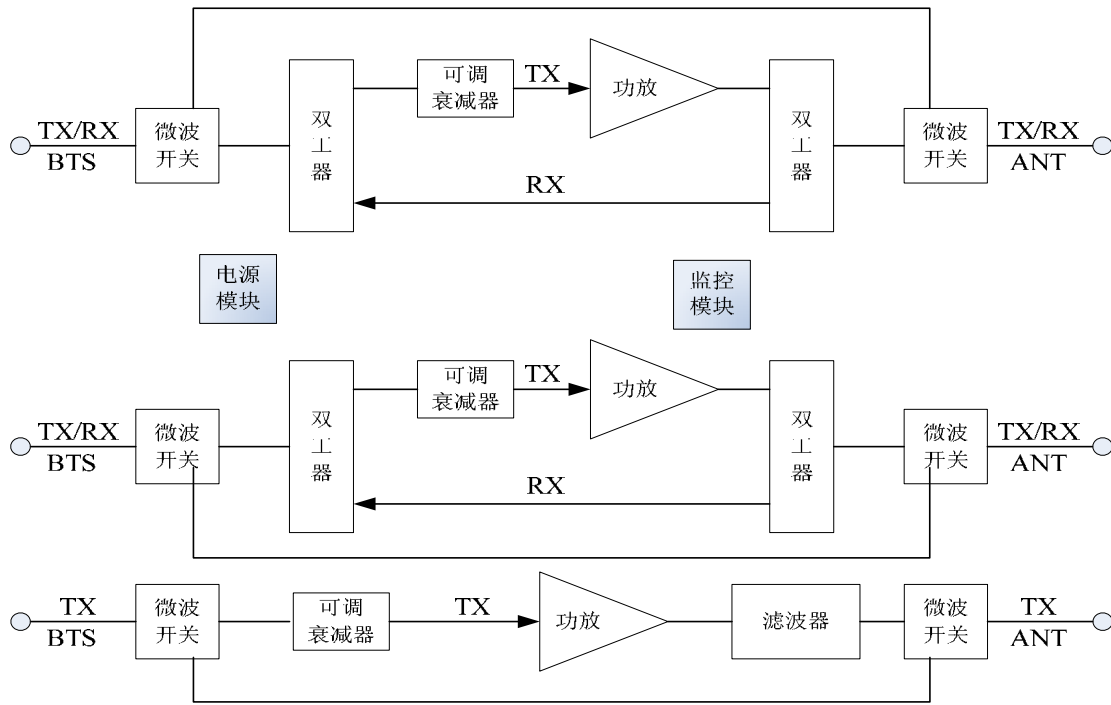 TX/RX
BTS
微波
开关
双
工
器
可调
衰减器
TX
功放
RX
双
工
器
微波
开关
TX/RX
ANT
电源
模块
监控
模块
TX/RX
BTS
微波
开关
双
工
器
可调
衰减器
TX
功放
RX
双
工
器
微波
开关
TX/RX
ANT
TX
BTS
微波
开关
可调
衰减器
TX
功放
滤波器
微波
开关
TX
ANT